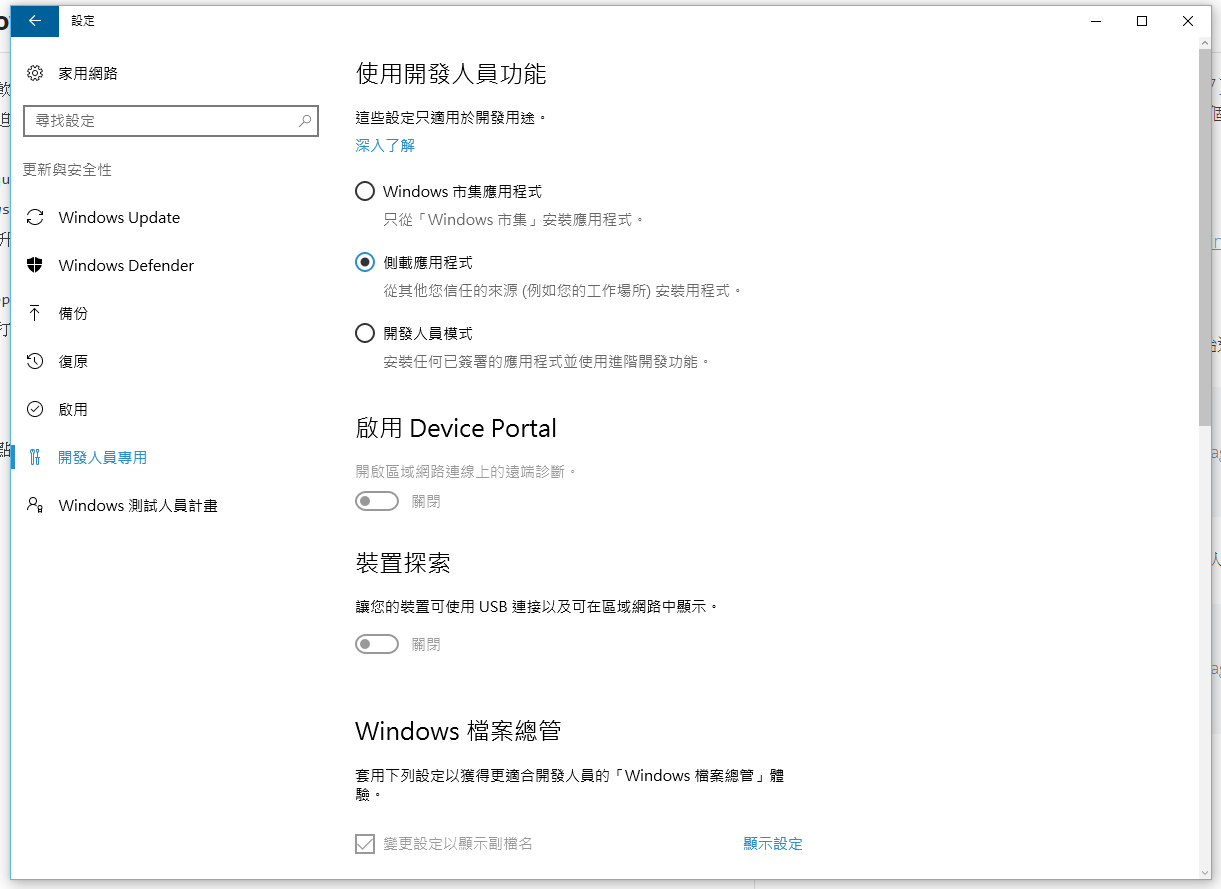 設定
家用網路
尋找設定
更新與安全性
Windows Update
Windows Defender
備份
復原
啟用
開發人員專用
Windows 測試人員計畫
使用開發人員功能
這些設定只適用於開發用途。
深入了解
Windows 市集應用程式
只從「Windows 市集」安裝應用程式。
側載應用程式
從其他您信任的來源 (例如您的工作場所) 安裝用程式。
開發人員模式
安裝任何已簽署的應用程式並使用進階開發功能。
啟用 Device Portal
開啟區域網路連線上的遠端診斷。
關閉
裝置探索
讓您的裝置可使用 USB 連接以及可在區域網路中顯示。
關閉
Windows 檔案總管
套用下列設定以獲得更適合開發人員的「Windows 檔案總管」體
驗。
變更設定以顯示副檔名
顯示設定